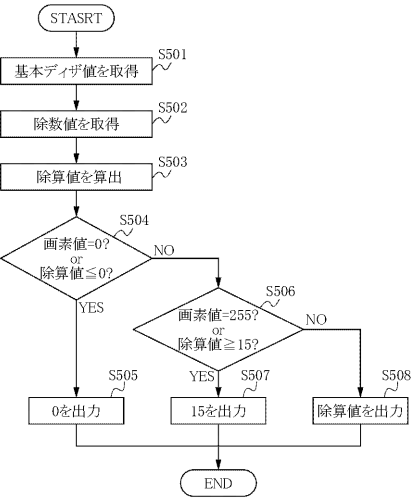 STASRT
S501
基本ディザ値を取得
S502
除数値を取得
S503
除算値を算出
S504
画素値=0?
or
除算値≦0?
NO
YES
S506
画素値=255?
or
除算値≧15?
NO
YES
S505
0を出力
S507
15を出力
S508
除算値を出力
END